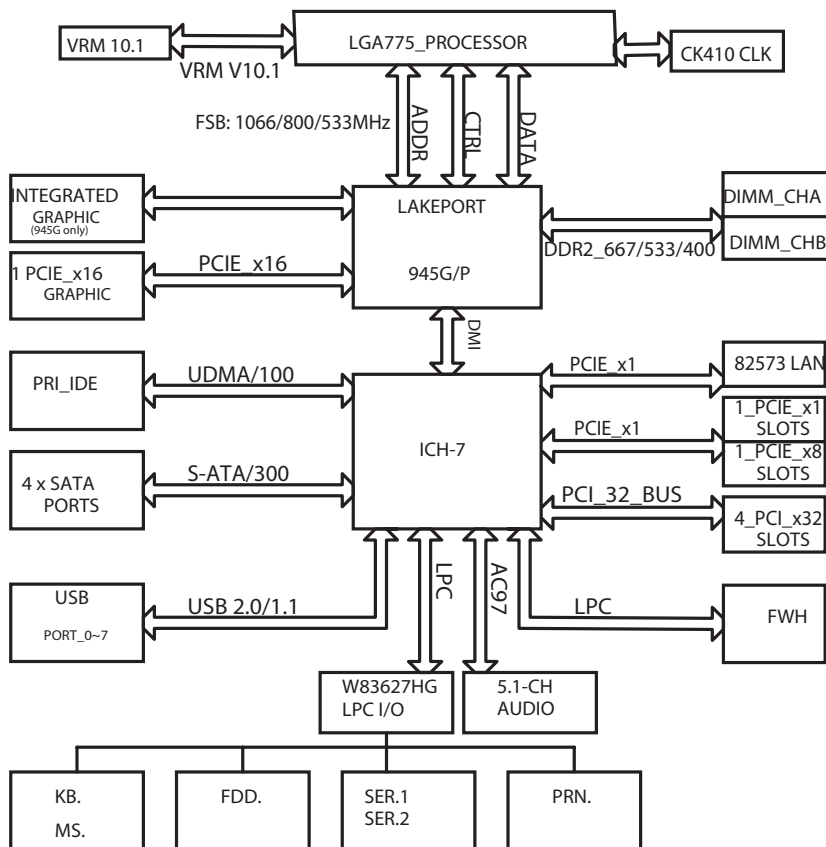 VRM 10.1
VRM V10.1
LGA775_PROCESSOR
CK410 CLK
FSB: 1066/800/533MHz
ADDR
CTRL
DATA
INTEGRATED
GRAPHIC
(945G only)
LAKEPORT
945G/P
DIMM_CHA
DIMM_CHB
DDR2_667/533/400
1 PCIE_x16
GRAPHIC
PCIE_x16
DMI
PRI_IDE
UDMA/100
ICH-7
PCIE_x1
82573 LAN
PCIE_x1
1_PCIE_x1
SLOTS
1_PCIE_x8
SLOTS
4 x SATA
PORTS
S-ATA/300
PCI_32_BUS
4_PCI_x32
SLOTS
USB
PORT_0~7
USB 2.0/1.1
LPC
AC97
LPC
FWH
W83627HG
LPC I/O
5.1-CH
AUDIO
KB.
MS.
FDD.
SER.1
SER.2
PRN.